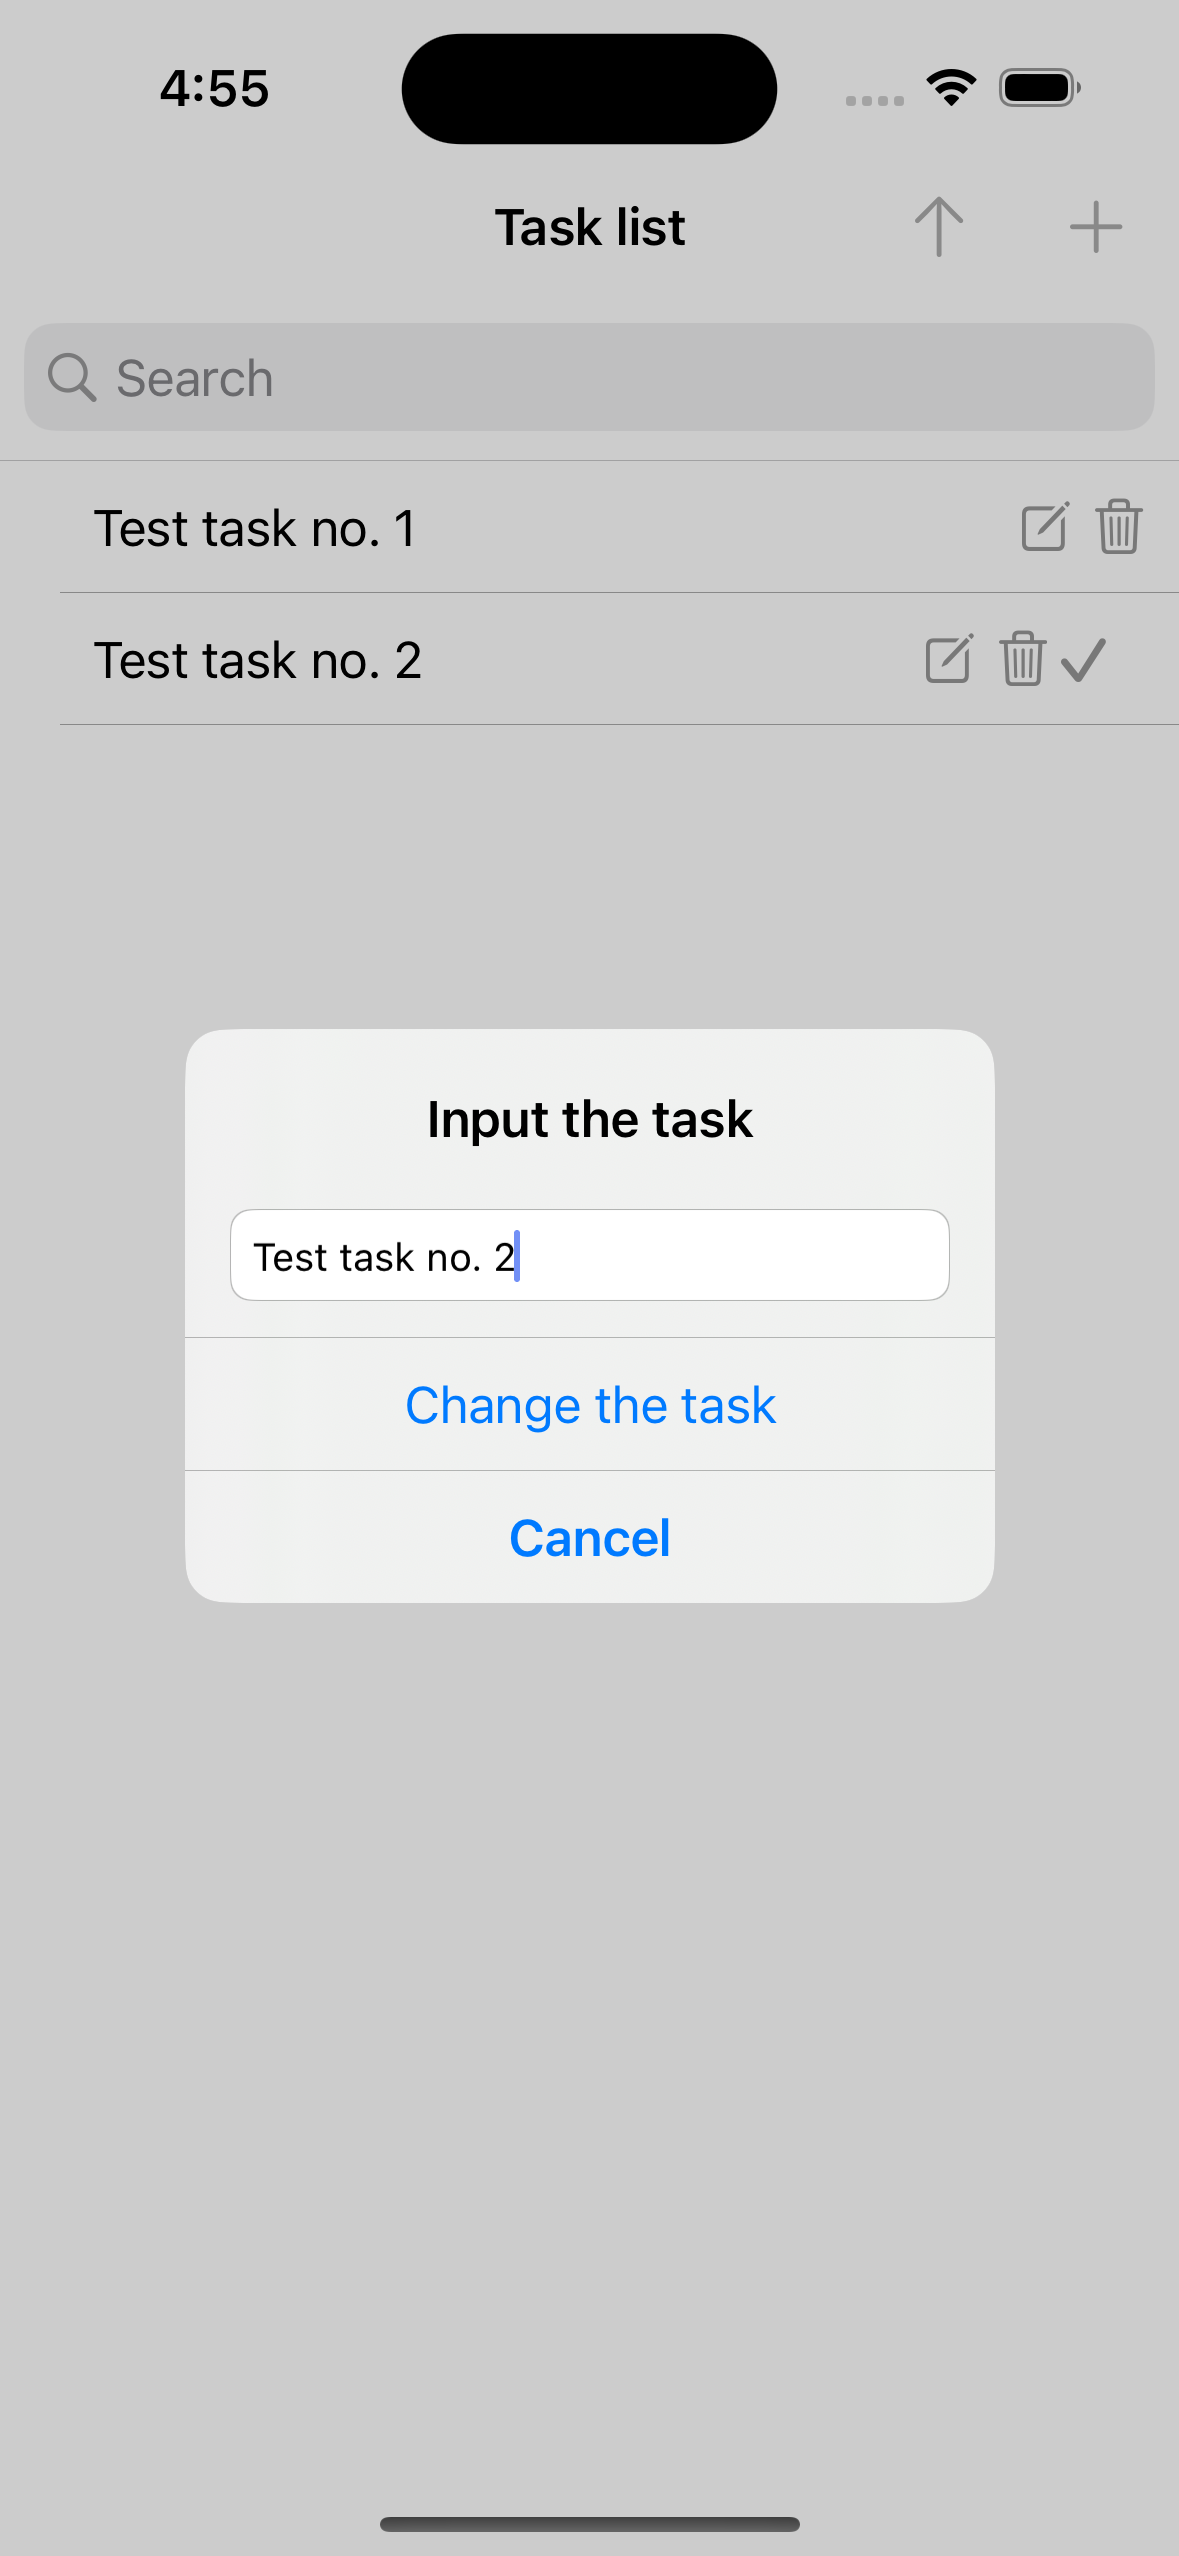 4:55
Task list
Search
Test task no. 1
Test task no. 2
Input the task
Test task no. 2
Change the task
Cancel